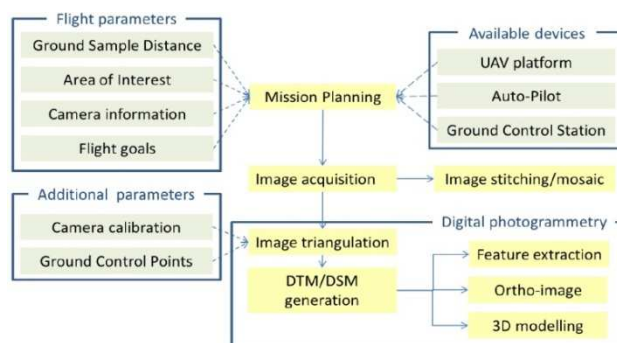 Flight parameters
Ground Sample Distance
Area of Interest
Camera information
Flight goals
Available devices
UAV platform
Auto-Pilot
Ground Control Station
Mission Planning
Image acquisition
Image stitching/mosaic
Additional parameters
Camera calibration
Ground Control Points
Digital photogrammetry
Image triangulation
DTM/DSM
generation
Feature extraction
Ortho-image
3D modelling